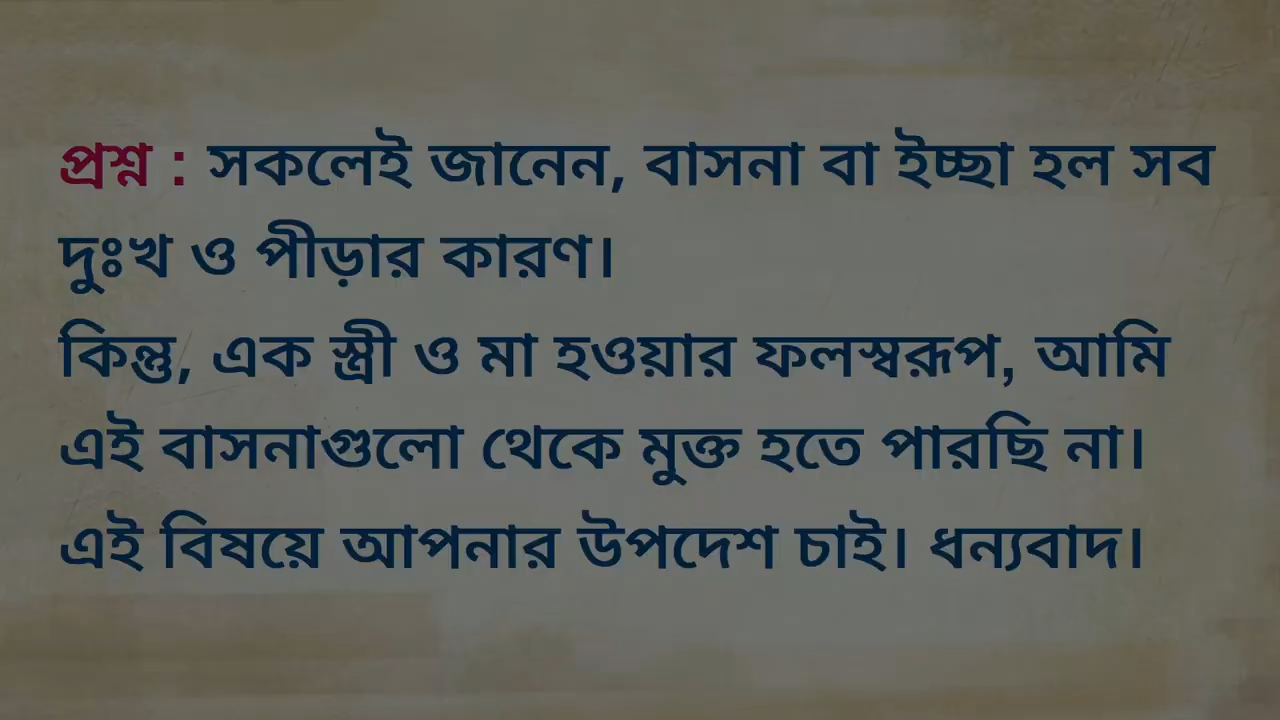 প্রশ্ন : সকলেই জানেন, বাসনা বা ইচ্ছা হল সব
দুঃখ ও পীড়ার কারণ।
কিন্তু, এক স্ত্রী ও মা হওয়ার ফলস্বরূপ, আমি
এই বাসনাগুলো থেকে মুক্ত হতে পারছি না।
এই বিষয়ে আপনার উপদেশ চাই। ধন্যবাদ।